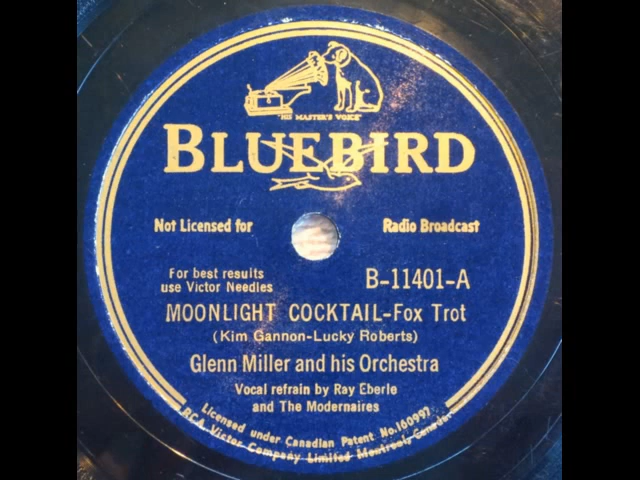 "HIS MASTER'S VOICE"
BLUEBIRD
Not Licensed for Radio Broadcast
For best results
use Victor Needles
B-11401-A
MOONLIGHT COCKTAIL-Fox Trot
(Kim Gannon-Lucky Roberts)
Glenn Miller and his Orchestra
Vocal refrain by Ray Eberle
and The Modernaires
Licensed under Canadian Patent No.160997
RCA Victor Company Limited Montreal, Canada